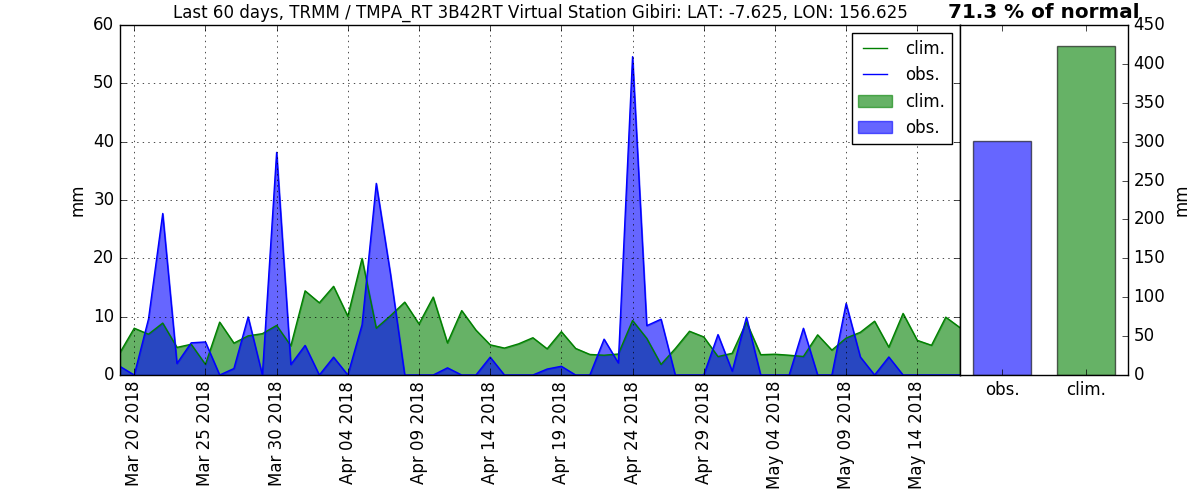 Last 60 days, TRMM / TMPA_RT 3B42RT Virtual Station Gibiri: LAT: -7.625, LON: 156.625
71.3 % of normal
60
50
40
30
20
10
0
mm
clim.
obs.
clim.
obs.
Mar 20 2018
Mar 25 2018
Mar 30 2018
Apr 04 2018
Apr 09 2018
Apr 14 2018
Apr 19 2018
Apr 24 2018
Apr 29 2018
May 04 2018
May 09 2018
May 14 2018
450
400
350
300
250
200
150
100
50
0
mm
obs.
clim.